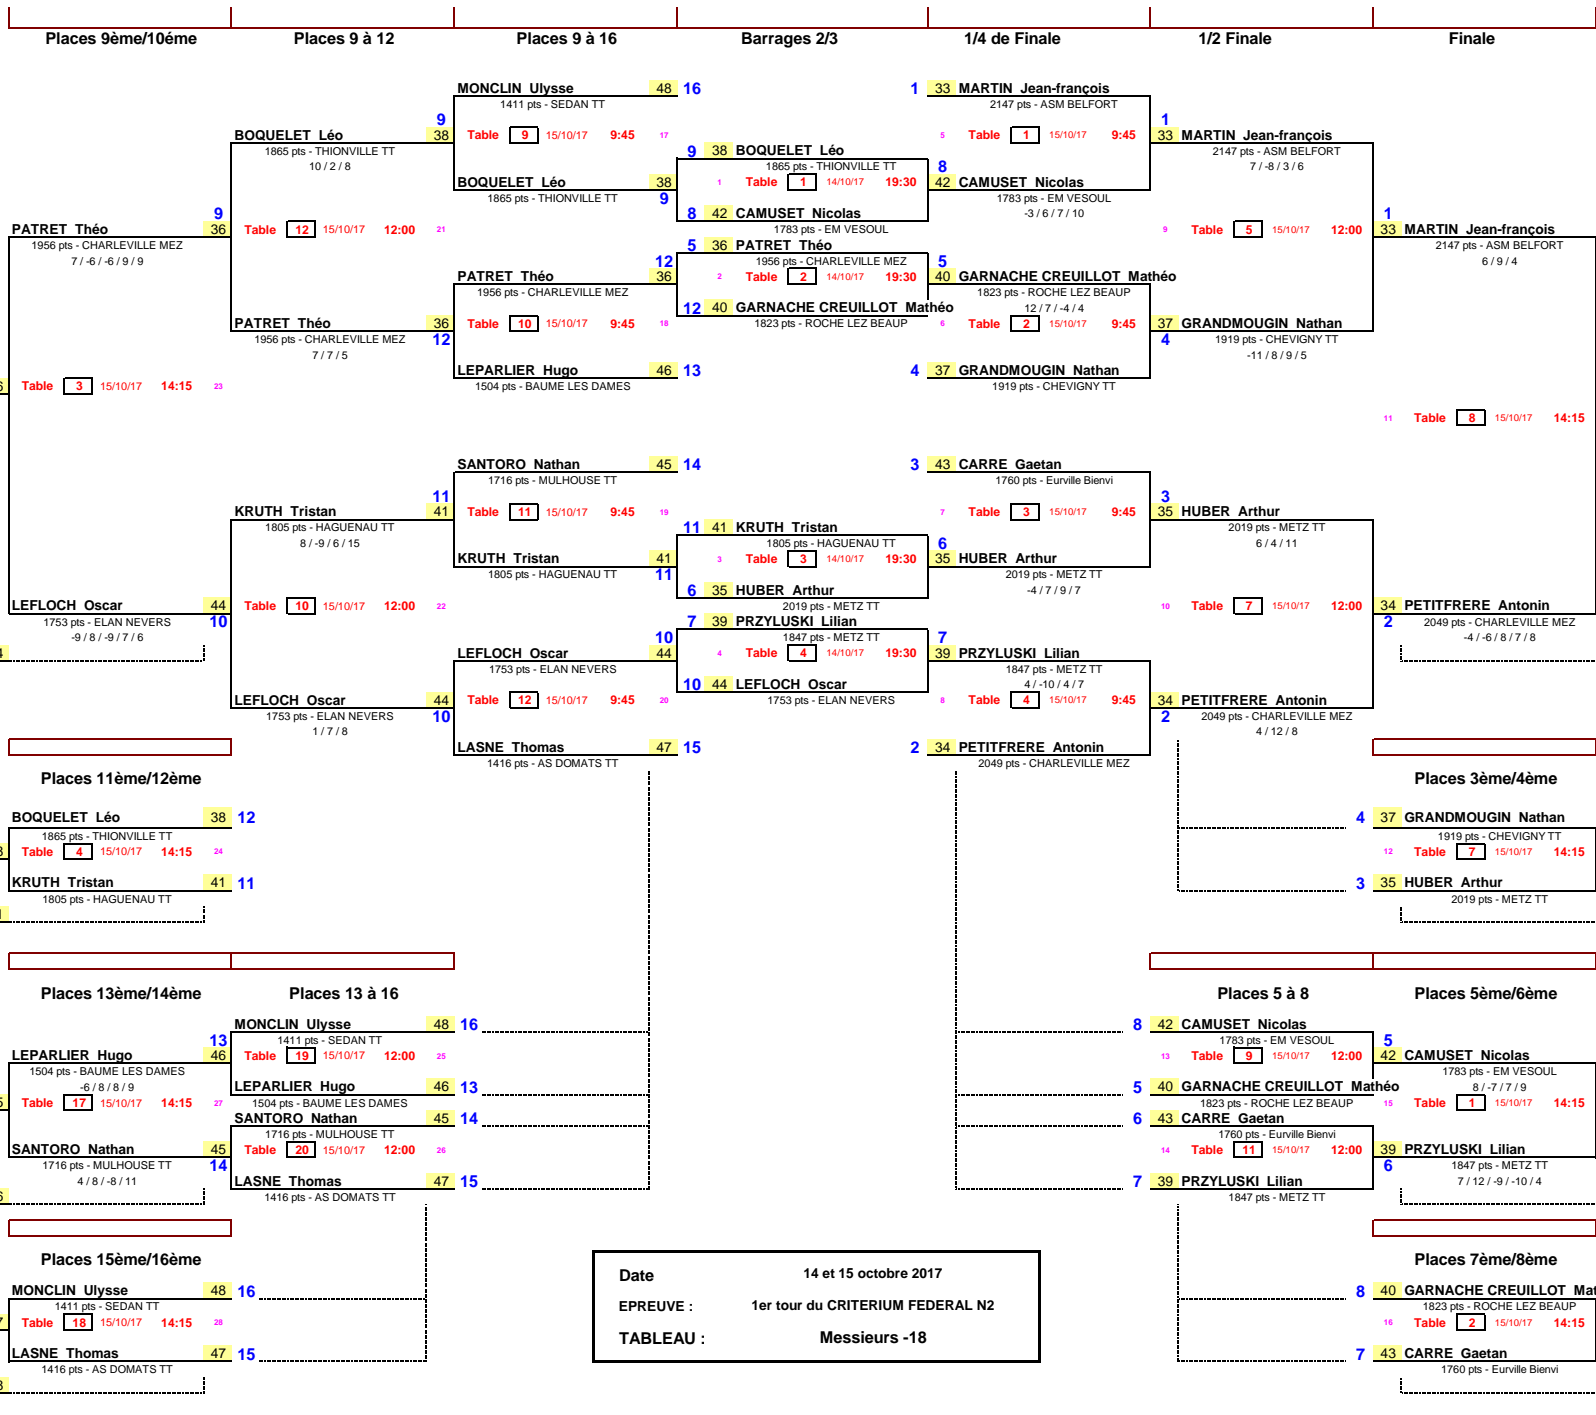 Places 9ème/10éme
Places 9 à 12
Places 9 à 16
Barrages 2/3
1/4 de Finale
1/2 Finale
Finale
PATRET Théo 36
9
1956 pts - CHARLEVILLE MEZ
7 / -6 / -6 / 9 / 9
Table 3 15/10/17 14:15 23
LEFLOCH Oscar 44
10
1753 pts - ELAN NEVERS
-9 / 8 / -9 / 7 / 6
9
BOQUELET Léo 38
1865 pts - THIONVILLE TT
10 / 2 / 8
Table 12 15/10/17 12:00 21
PATRET Théo 36
12
1956 pts - CHARLEVILLE MEZ
7 / 7 / 5
11
KRUTH Tristan 41
1805 pts - HAGUENAU TT
8 / -9 / 6 / 15
Table 10 15/10/17 12:00 22
LEFLOCH Oscar 44
10
1753 pts - ELAN NEVERS
1 / 7 / 8
MONCLIN Ulysse 48 16
1411 pts - SEDAN TT
Table 9 15/10/17 9:45 17
BOQUELET Léo 38
9
1865 pts - THIONVILLE TT
12
PATRET Théo 36
1956 pts - CHARLEVILLE MEZ
Table 10 15/10/17 9:45 18
LEPARLIER Hugo 46 13
1504 pts - BAUME LES DAMES
SANTORO Nathan 45 14
1716 pts - MULHOUSE TT
Table 11 15/10/17 9:45 19
KRUTH Tristan 41
11
1805 pts - HAGUENAU TT
10
LEFLOCH Oscar 44
1753 pts - ELAN NEVERS
Table 12 15/10/17 9:45 20
LASNE Thomas 47 15
1416 pts - AS DOMATS TT
9 38 BOQUELET Léo
1865 pts - THIONVILLE TT
1 Table 1 14/10/17 19:30
8 42 CAMUSET Nicolas
1783 pts - EM VESOUL
5 36 PATRET Théo
1956 pts - CHARLEVILLE MEZ
2 Table 2 14/10/17 19:30
12 40 GARNACHE CREUILLOT Mathéo
1823 pts - ROCHE LEZ BEAUP
11 41 KRUTH Tristan
1805 pts - HAGUENAU TT
3 Table 3 14/10/17 19:30
6 35 HUBER Arthur
2019 pts - METZ TT
7 39 PRZYLUSKI Lilian
1847 pts - METZ TT
4 Table 4 14/10/17 19:30
10 44 LEFLOCH Oscar
1753 pts - ELAN NEVERS
1 33 MARTIN Jean-françois
2147 pts - ASM BELFORT
5 Table 1 15/10/17 9:45
8
42 CAMUSET Nicolas
1783 pts - EM VESOUL
-3 / 6 / 7 / 10
5
40 GARNACHE CREUILLOT Mathéo
1823 pts - ROCHE LEZ BEAUP
12 / 7 / -4 / 4
6 Table 2 15/10/17 9:45
4 37 GRANDMOUGIN Nathan
1919 pts - CHEVIGNY TT
3 43 CARRE Gaetan
1760 pts - Eurville Bienvi
7 Table 3 15/10/17 9:45
6
35 HUBER Arthur
2019 pts - METZ TT
-4 / 7 / 9 / 7
7
39 PRZYLUSKI Lilian
1847 pts - METZ TT
4 / -10 / 4 / 7
8 Table 4 15/10/17 9:45
2 34 PETITFRERE Antonin
2049 pts - CHARLEVILLE MEZ
1
33 MARTIN Jean-françois
2147 pts - ASM BELFORT
7 / -8 / 3 / 6
9 Table 5 15/10/17 12:00
37 GRANDMOUGIN Nathan
4
1919 pts - CHEVIGNY TT
-11 / 8 / 9 / 5
3
35 HUBER Arthur
2019 pts - METZ TT
6 / 4 / 11
10 Table 7 15/10/17 12:00
34 PETITFRERE Antonin
2
2049 pts - CHARLEVILLE MEZ
4 / 12 / 8
1
33 MARTIN Jean-françois
2147 pts - ASM BELFORT
6 / 9 / 4
11 Table 8 15/10/17 14:15
34 PETITFRERE Antonin
2
2049 pts - CHARLEVILLE MEZ
-4 / -6 / 8 / 7 / 8
Places 11ème/12ème
BOQUELET Léo 38 12
1865 pts - THIONVILLE TT
Table 4 15/10/17 14:15 24
KRUTH Tristan 41 11
1805 pts - HAGUENAU TT
Places 3ème/4ème
4 37 GRANDMOUGIN Nathan
1919 pts - CHEVIGNY TT
12 Table 7 15/10/17 14:15
3 35 HUBER Arthur
2019 pts - METZ TT
Places 13ème/14ème
Places 13 à 16
13
LEPARLIER Hugo 46
1504 pts - BAUME LES DAMES
-6 / 8 / 8 / 9
Table 17 15/10/17 14:15 27
SANTORO Nathan 45
14
1716 pts - MULHOUSE TT
4 / 8 / -8 / 11
MONCLIN Ulysse 48 16
1411 pts - SEDAN TT
Table 19 15/10/17 12:00 25
LEPARLIER Hugo 46 13
1504 pts - BAUME LES DAMES
SANTORO Nathan 45 14
1716 pts - MULHOUSE TT
Table 20 15/10/17 12:00 26
LASNE Thomas 47 15
1416 pts - AS DOMATS TT
Places 5 à 8
Places 5ème/6ème
8 42 CAMUSET Nicolas
1783 pts - EM VESOUL
13 Table 9 15/10/17 12:00
5 40 GARNACHE CREUILLOT Mathéo
1823 pts - ROCHE LEZ BEAUP
6 43 CARRE Gaetan
1760 pts - Eurville Bienvi
14 Table 11 15/10/17 12:00
7 39 PRZYLUSKI Lilian
1847 pts - METZ TT
5
42 CAMUSET Nicolas
1783 pts - EM VESOUL
8 / -7 / 7 / 9
15 Table 1 15/10/17 14:15
39 PRZYLUSKI Lilian
6
1847 pts - METZ TT
7 / 12 / -9 / -10 / 4
Places 15ème/16ème
MONCLIN Ulysse 48 16
1411 pts - SEDAN TT
Table 18 15/10/17 14:15 28
LASNE Thomas 47 15
1416 pts - AS DOMATS TT
Date 14 et 15 octobre 2017
EPREUVE : 1er tour du CRITERIUM FEDERAL N2
TABLEAU : Messieurs -18
Places 7ème/8ème
8 40 GARNACHE CREUILLOT Mat
1823 pts - ROCHE LEZ BEAUP
16 Table 2 15/10/17 14:15
7 43 CARRE Gaetan
1760 pts - Eurville Bienvi